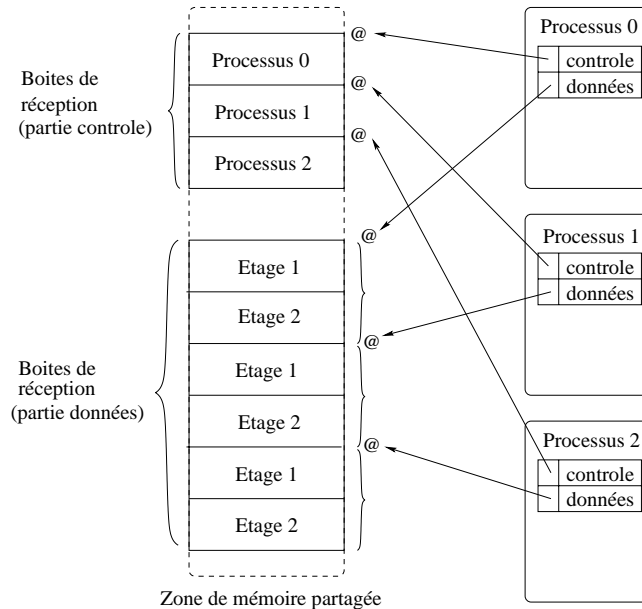 Boites de
réception
(partie controle)
Processus 0
Processus 1
Processus 2
@
@
@
Boites de
réception
(partie données)
Etage 1
Etage 2
Etage 1
Etage 2
Etage 1
Etage 2
@
@
@
Zone de mémoire partagée
Processus 0
controle
données
Processus 1
controle
données
Processus 2
controle
données